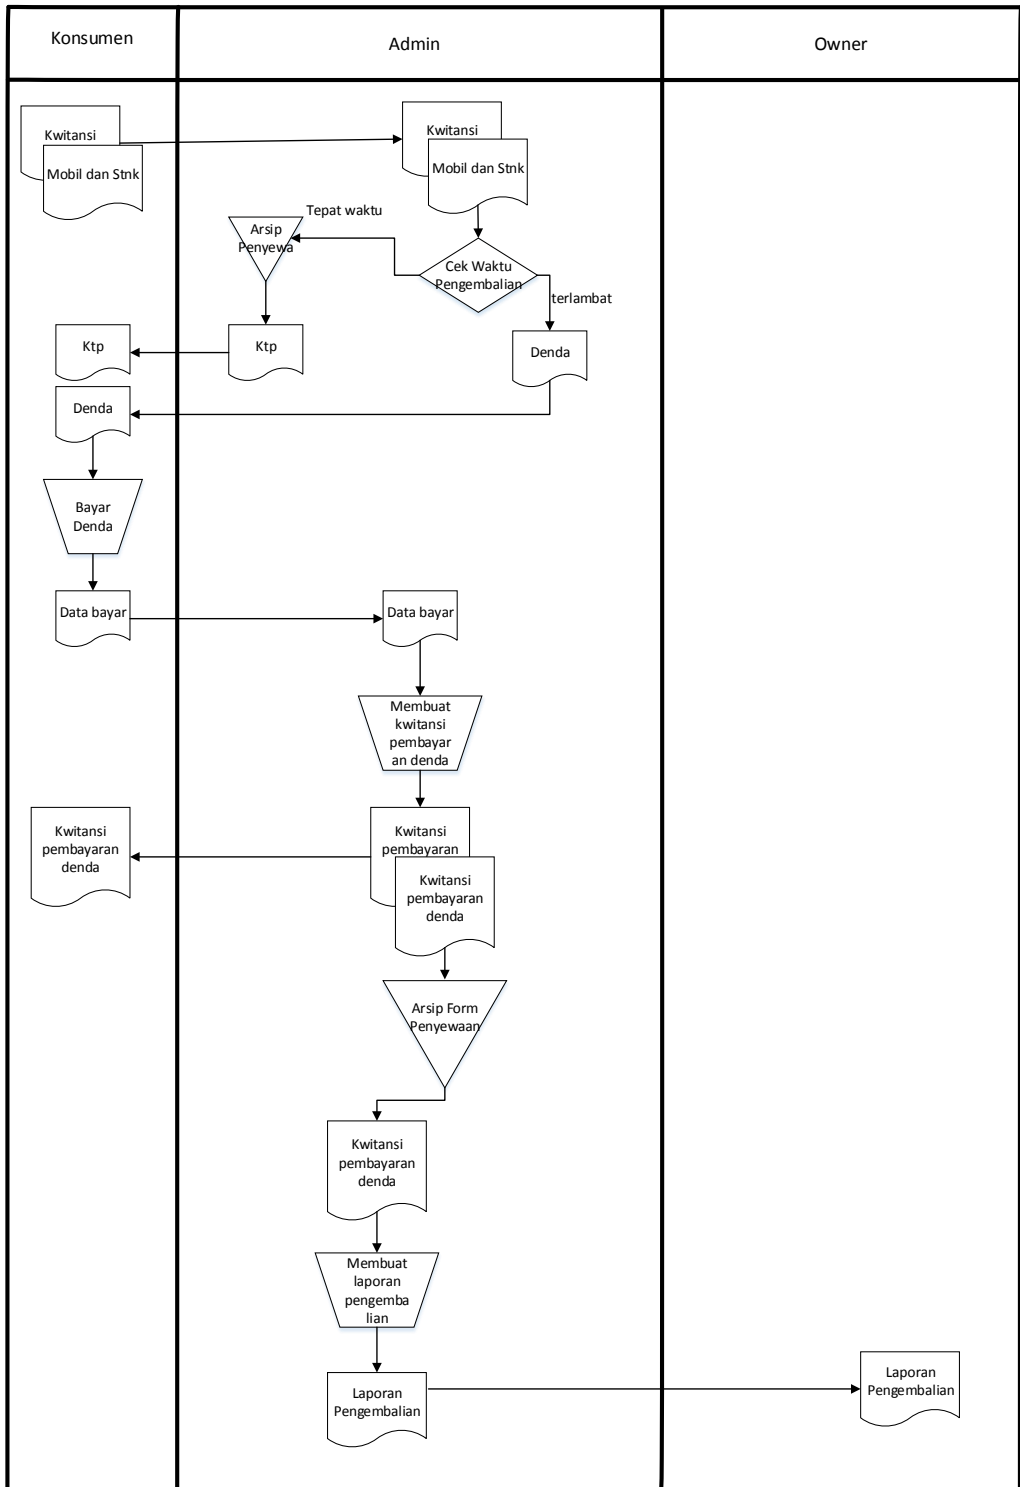 Konsumen
Admin
Owner
Kwitansi
Mobil dan Stnk
Kwitansi
Mobil dan Stnk
Tepat waktu
Arsip
Penyewa
Cek Waktu
Pengembalian
terlambat
Ktp
Ktp
Denda
Denda
Bayar
Denda
Data bayar
Data bayar
Membuat
kwitansi
pembayar
an denda
Kwitansi
pembayaran
denda
Kwitansi
pembayaran
Kwitansi
pembayaran
denda
Arsip Form
Penyewaan
Kwitansi
pembayaran
denda
Membuat
laporan
pengemba
lian
Laporan
Pengembalian
Laporan
Pengembalian